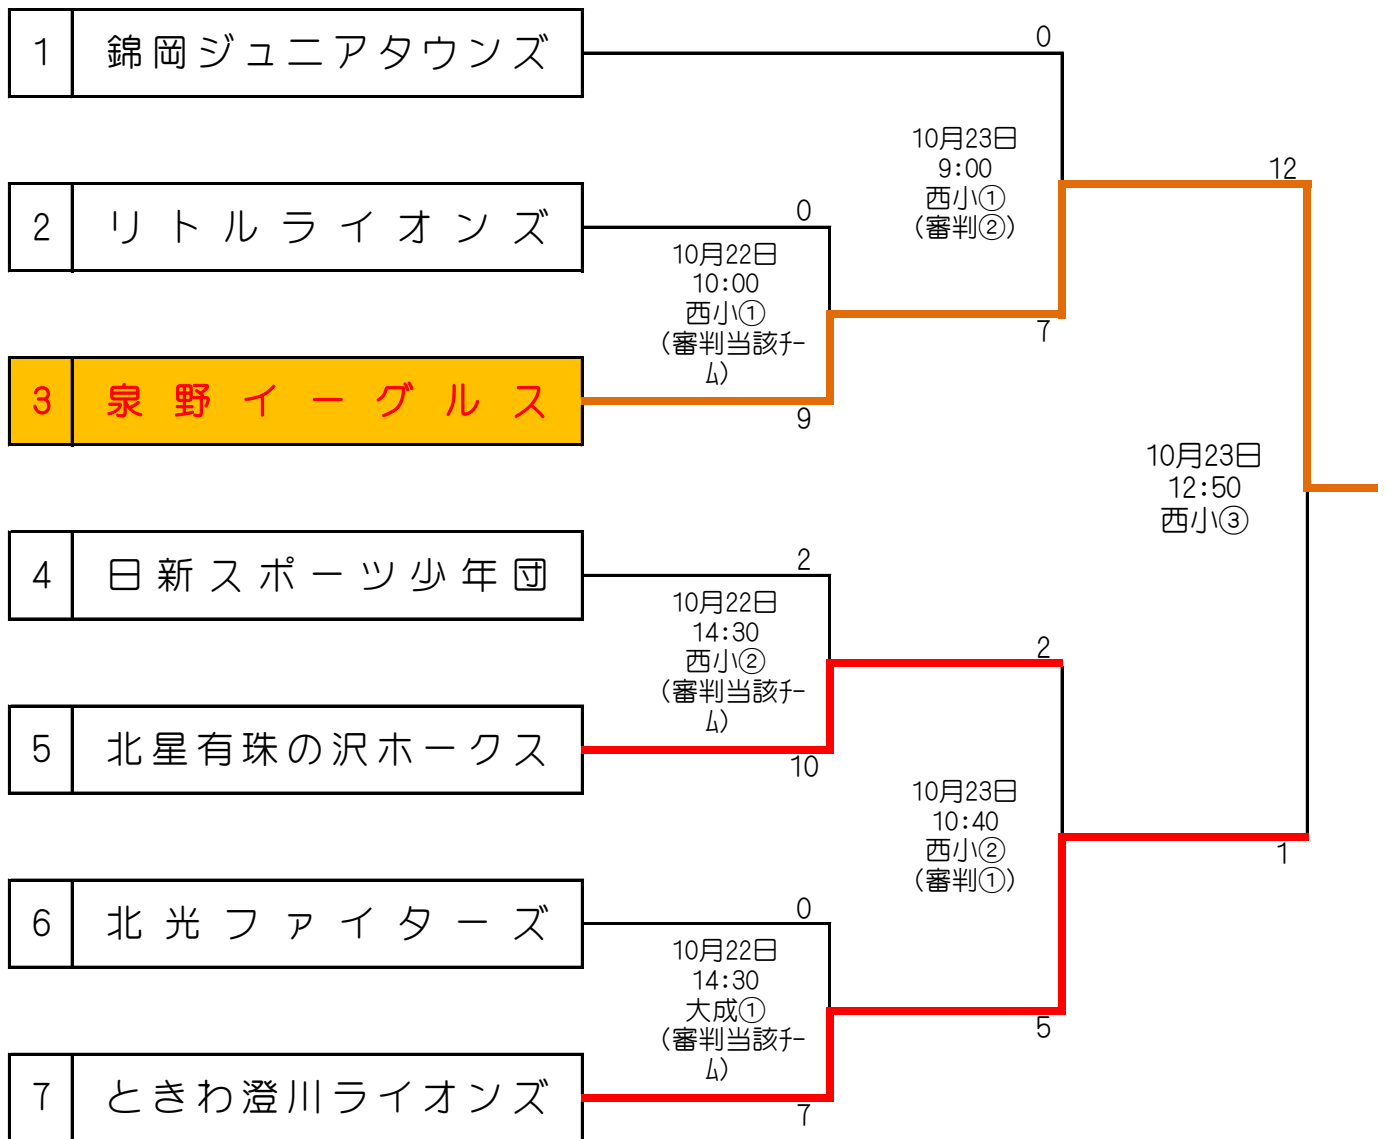 1 錦岡ジュニアタウンズ
0
10月23日
9:00
西小①
(審判②)
12
2 リトルライオンズ
0
10月22日
10:00
西小①
(審判当該ﾁｰ
ﾑ)
7
3 泉野イーグルス
9
10月23日
12:50
西小③
4 日新スポーツ少年団
2
10月22日
14:30
西小②
(審判当該ﾁｰ
ﾑ)
2
5 北星有珠の沢ホークス
10
10月23日
10:40
西小②
(審判①)
1
6 北光ファイターズ
0
10月22日
14:30
大成①
(審判当該ﾁｰ
ﾑ)
5
7 ときわ澄川ライオンズ
7